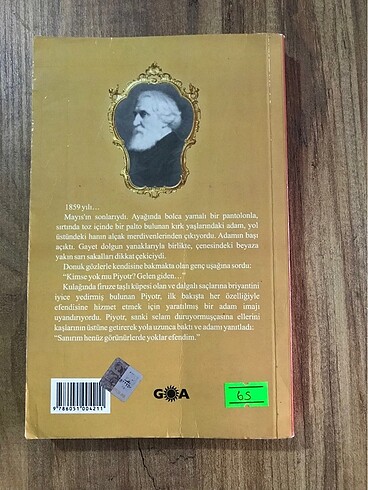 1859 yılı...
Mayıs'ın sonlarıydı. Ayağında bolca yamalı bir pantolonla,
sırtında toz içinde bir palto bulunan kırk yaşlarındaki adam, yol
üstündeki hanın alçak merdivenlerinden çıkıyordu. Adamın başı
açıktı. Gayet dolgun yanaklarıyla birlikte, çenesindeki beyaza
yakın sarı sakalları dikkat çekiciydi.
Donuk gözlerle kendisine bakmakta olan genç uşağına sordu:
"Kimse yok mu Piyotr? Gelen giden..."
Kulağında firuze taşlı küpesi olan ve dalgalı saçlarına briyantini
iyice yedirmiş bulunan Piyotr, ilk bakışta her özelliğiyle
efendisine hizmet etmek için yaratılmış bir adam imajı
uyandırıyordu. Piyotr, sanki selam duruyormuşçasına ellerini
kaşlarının üstüne getirerek yola uzunca baktı ve adamı yanıtladı:
"Sanırım henüz görünürlerde yoklar efendim."
9 786051 004211
GOA
65